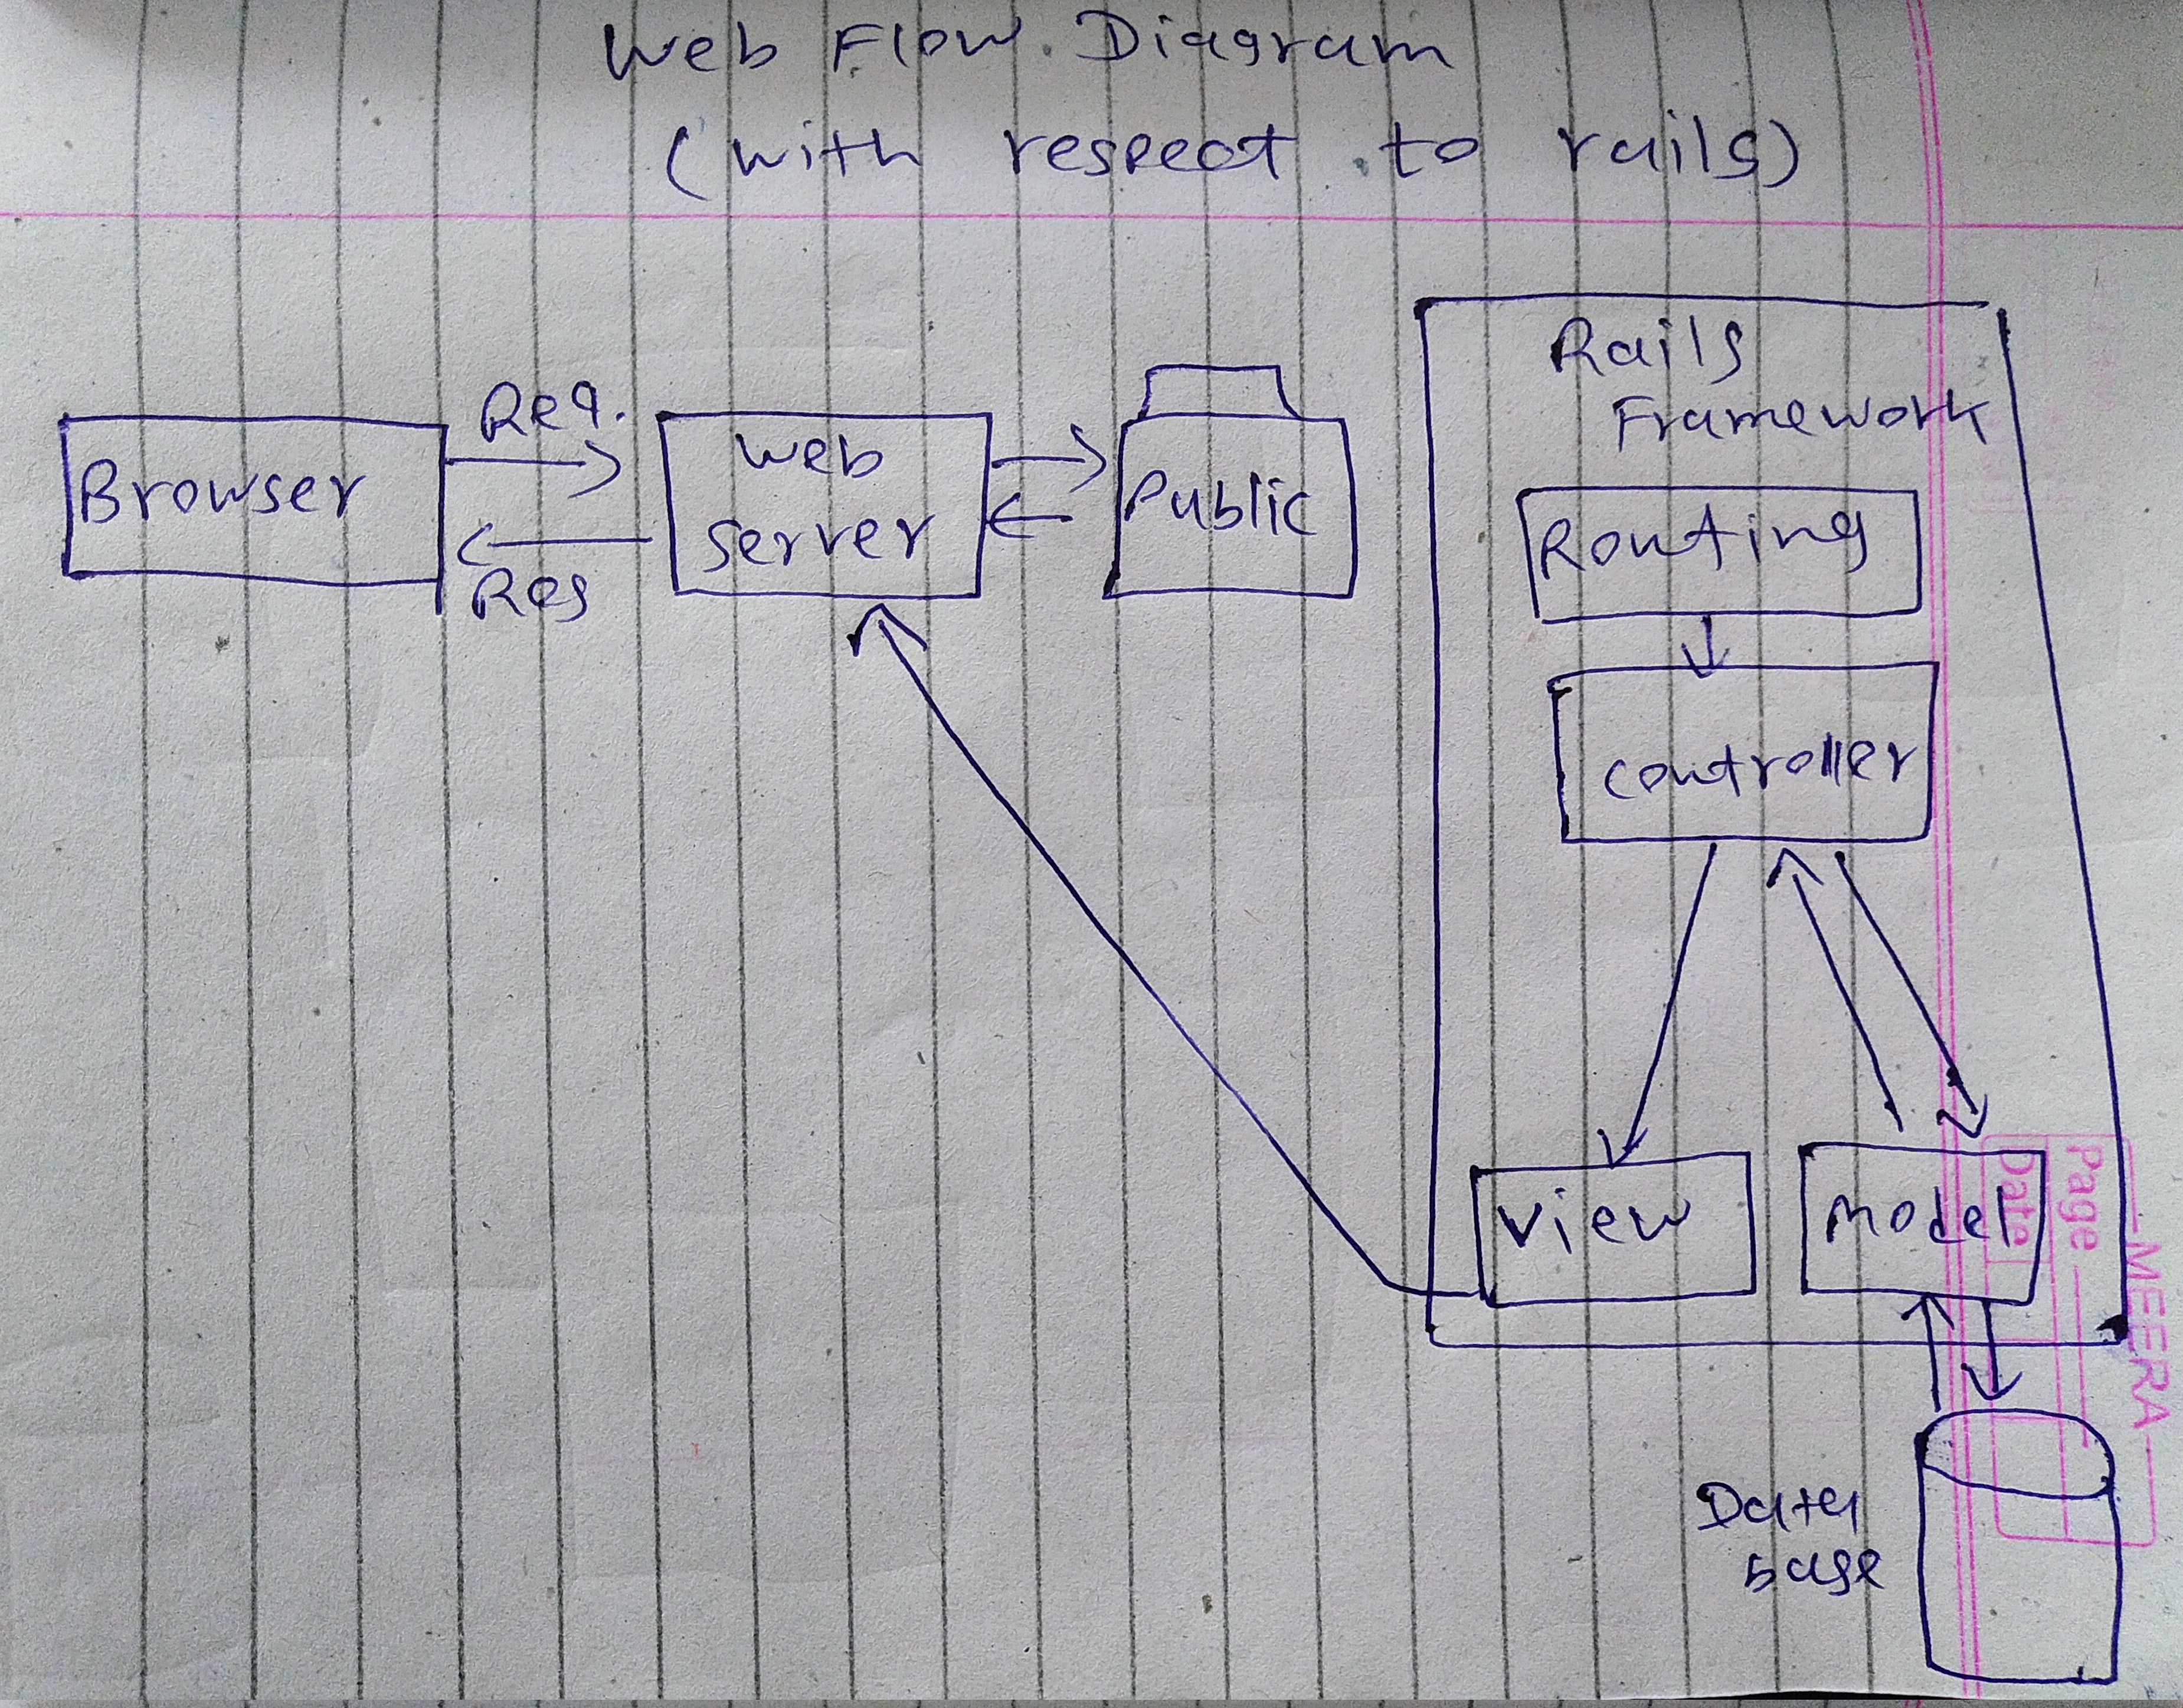 Web Flow Diagram
(with respect to rails)
Rails
Framework
Req.
Browser
Web
server
Public
Res
Routing
controller
view
model
Data
base
Page
Date
MEERA